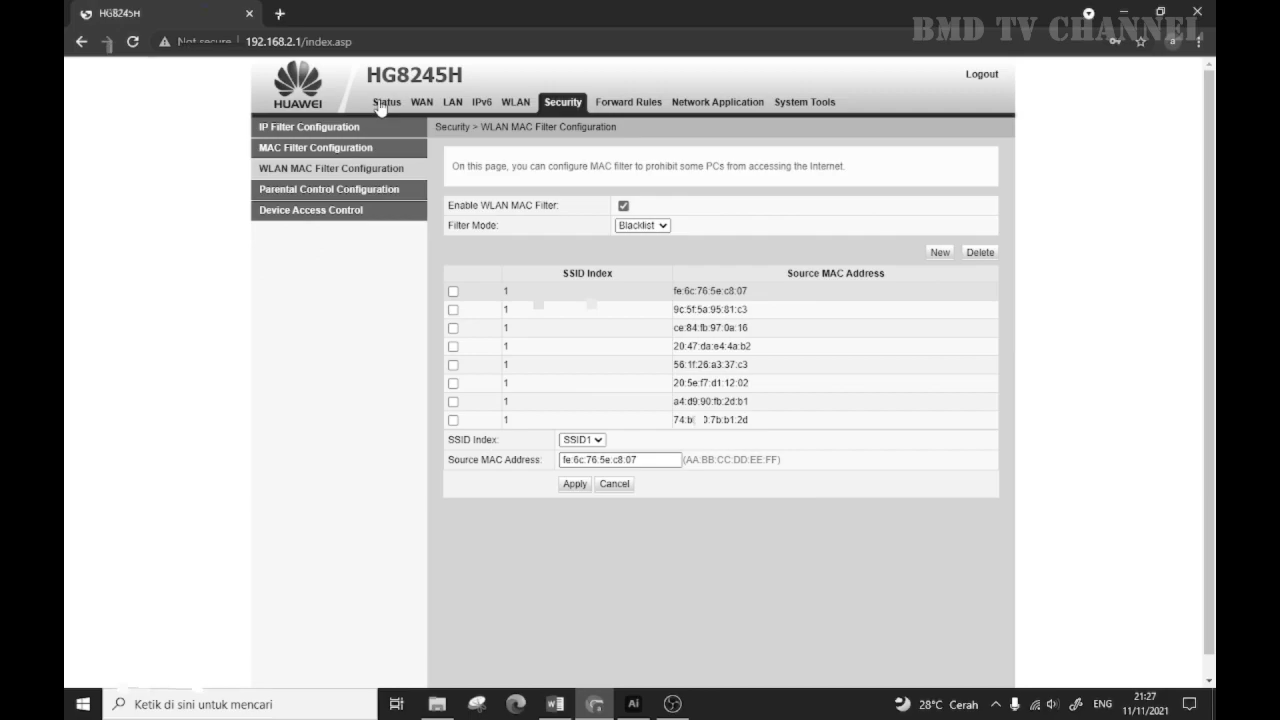 HG8245H
BMD TV CHANNEL
Not secure 192.168.2.1/index.asp
HUAWEI
HG8245H
Logout
Status WAN LAN IPv6 WLAN Security Forward Rules Network Application System Tools
IP Filter Configuration
MAC Filter Configuration
WLAN MAC Filter Configuration
Parental Control Configuration
Device Access Control
Security > WLAN MAC Filter Configuration
On this page, you can configure MAC filter to prohibit some PCs from accessing the Internet.
Enable WLAN MAC Filter:
Filter Mode: Blacklist
New Delete
SSID Index Source MAC Address
1 fe:6c:76:5e:c8:07
1 9c:5f:5a:95:81:c3
1 ce:84:fb:97:0a:16
1 20:47:da:e4:4a:b2
1 56:1f:26:a3:37:c3
1 20:5e:f7:d1:12:02
1 a4:d9:90:fb:2d:b1
1 74:b :7b:b1:2d
SSID Index: SSID1
Source MAC Address: fe:6c:76:5e:c8:07 (AA:BB:CC:DD:EE:FF)
Apply Cancel
Ketik di sini untuk mencari
Ai
28°C Cerah
ENG
21:27
11/11/2021